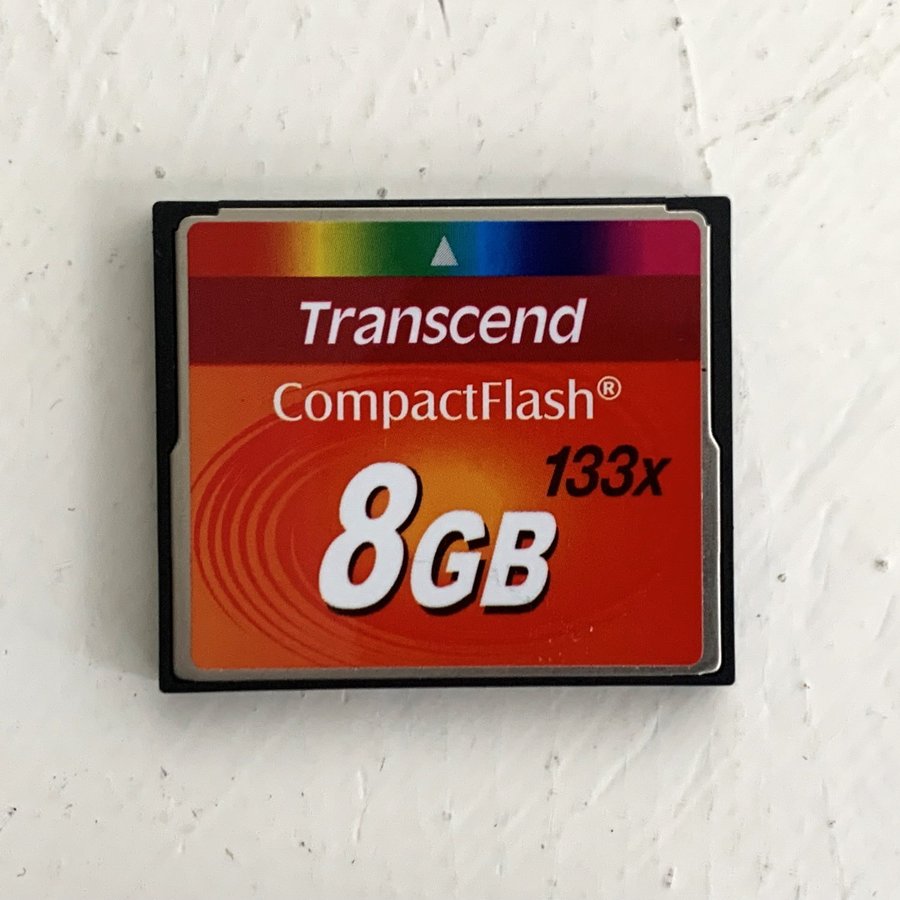 Transcend
CompactFlash®
133x
8GB